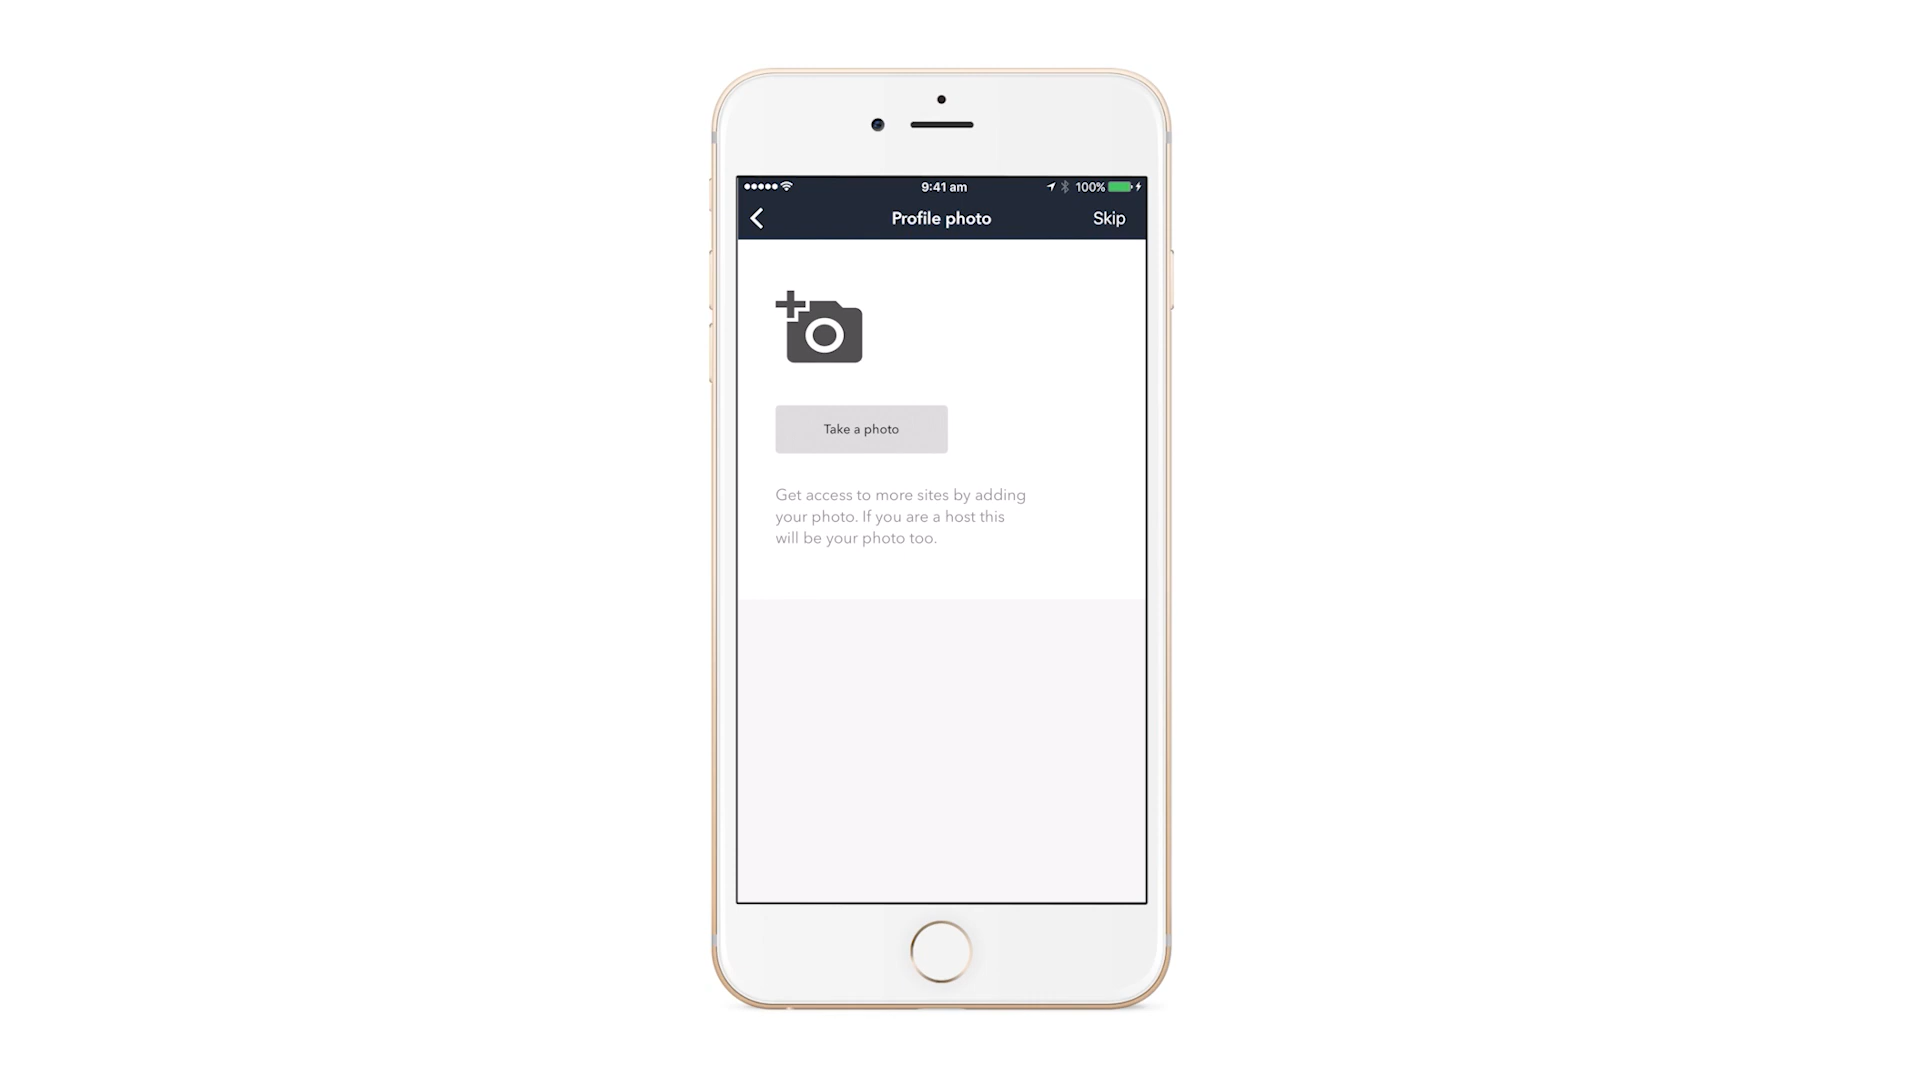 9:41 am
100%
Profile photo
Skip
Take a photo
Get access to more sites by adding
your photo. If you are a host this
will be your photo too.